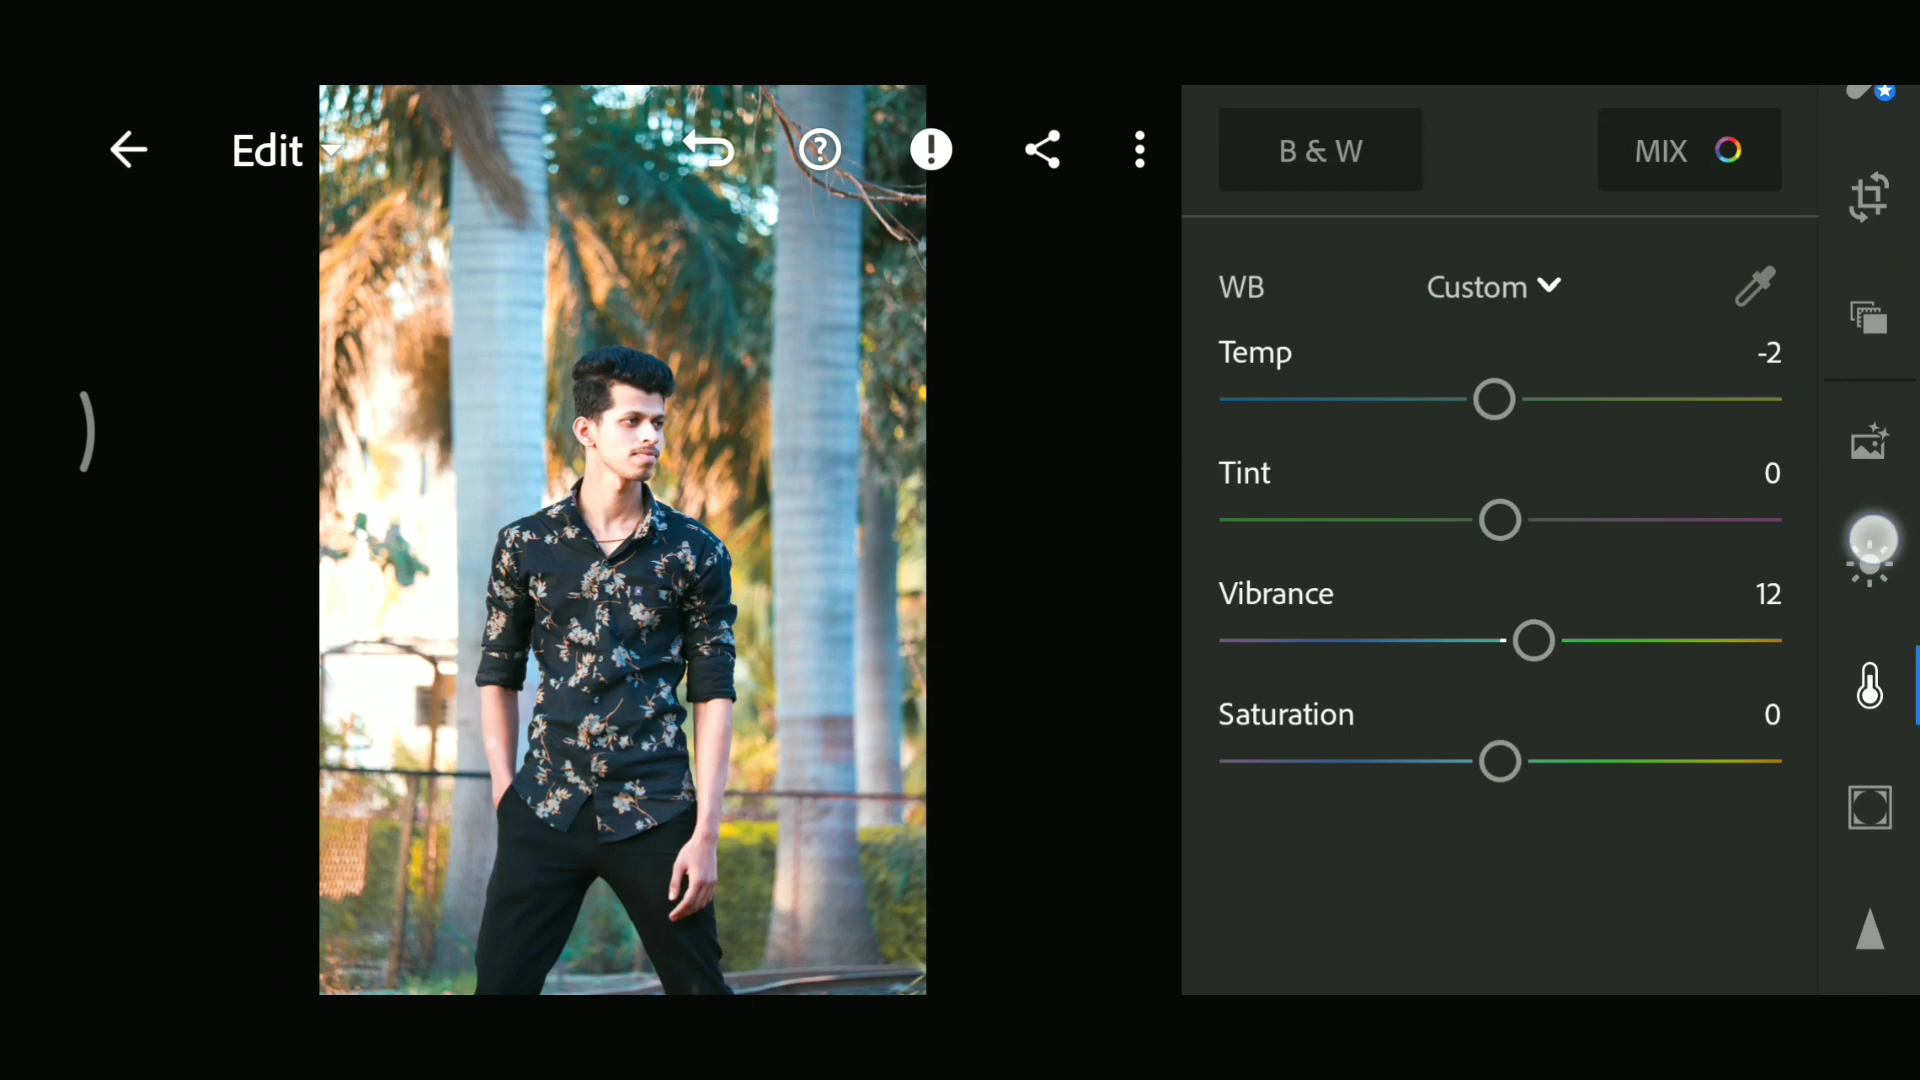 Edit
B & W
MIX
WB
Custom
Temp
-2
Tint
0
Vibrance
12
Saturation
0